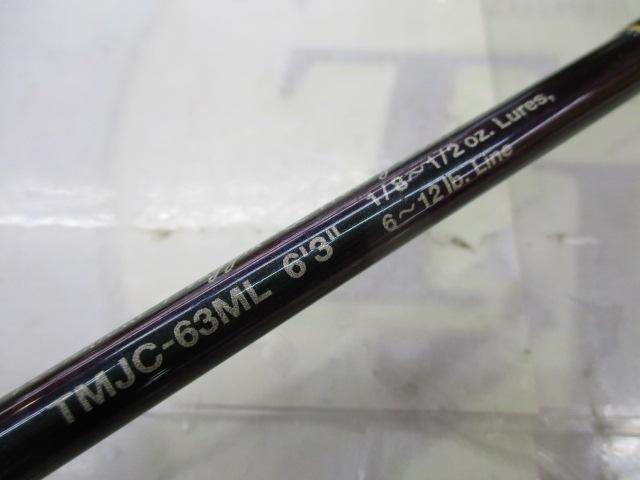 TMJC-63ML 6'3" 1/8~1/2 oz. Lures,
6~12 lb. Line